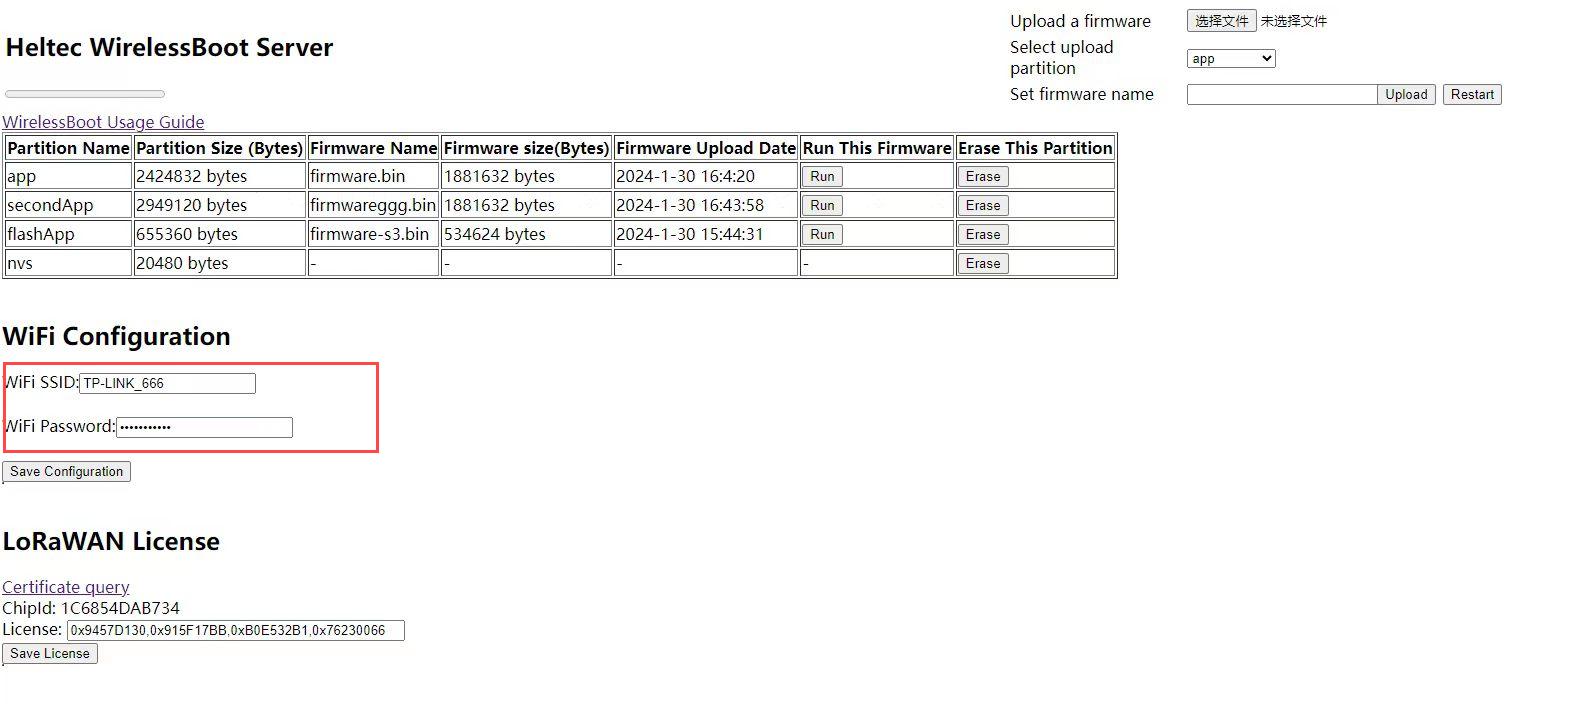 Heltec WirelessBoot Server
Upload a firmware 选择文件 未选择文件
Select upload partition app
Set firmware name Upload Restart
WirelessBoot Usage Guide
Partition Name Partition Size (Bytes) Firmware Name Firmware size(Bytes) Firmware Upload Date Run This Firmware Erase This Partition
app 2424832 bytes firmware.bin 1881632 bytes 2024-1-30 16:4:20 Run Erase
secondApp 2949120 bytes firmwareggg.bin 1881632 bytes 2024-1-30 16:43:58 Run Erase
flashApp 655360 bytes firmware-s3.bin 534624 bytes 2024-1-30 15:44:31 Run Erase
nvs 20480 bytes - - - - Erase
WiFi Configuration
WiFi SSID: TP-LINK_666
WiFi Password: •••••••••••
Save Configuration
LoRaWAN License
Certificate query
ChipId: 1C6854DAB734
License: 0x9457D130,0x915F17BB,0xB0E532B1,0x76230066
Save License